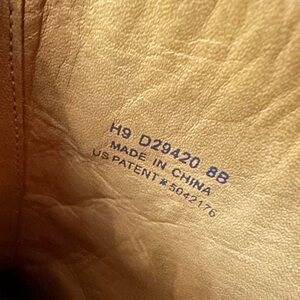 H9 D29420 8B
MADE IN CHINA
US PATENT # 5042176